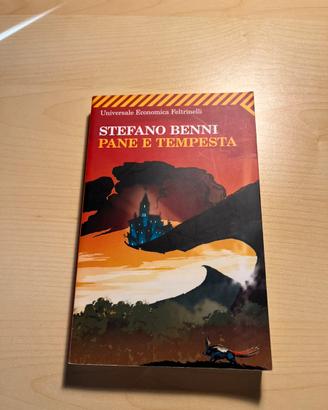 Universale Economica Feltrinelli
STEFANO BENNI
PANE E TEMPESTA